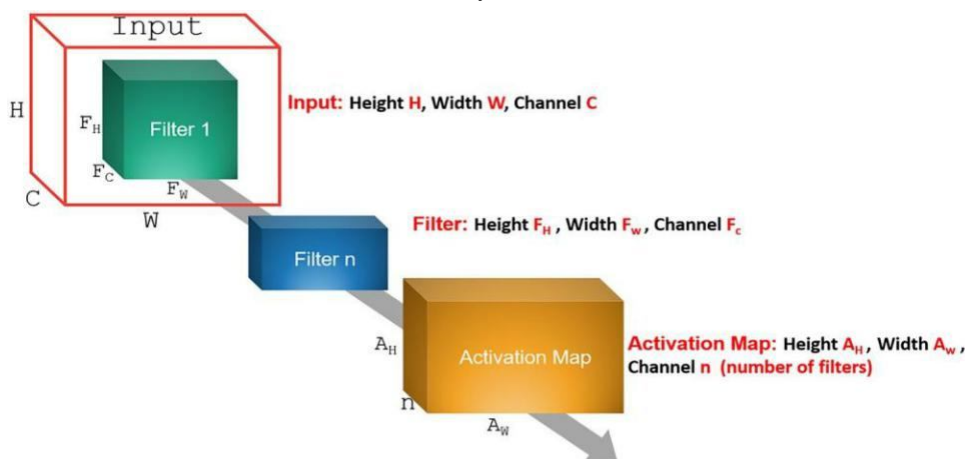 Input
H
F_H
Filter 1
F_C
F_W
C
W
Input: Height H, Width W, Channel C
Filter: Height F_H , Width F_w , Channel F_c
Filter n
A_H
Activation Map
n
A_W
Activation Map: Height A_H , Width A_w ,
Channel n (number of filters)